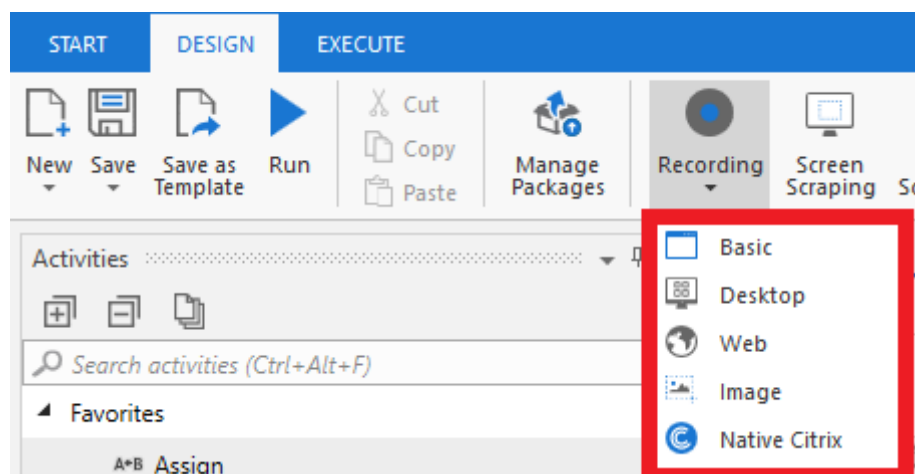 START DESIGN EXECUTE
New Save Save as Template Run
Cut
Copy
Paste
Manage Packages
Recording
Screen Scraping
Activities
Search activities (Ctrl+Alt+F)
Favorites
A+B Assign
Basic
Desktop
Web
Image
Native Citrix